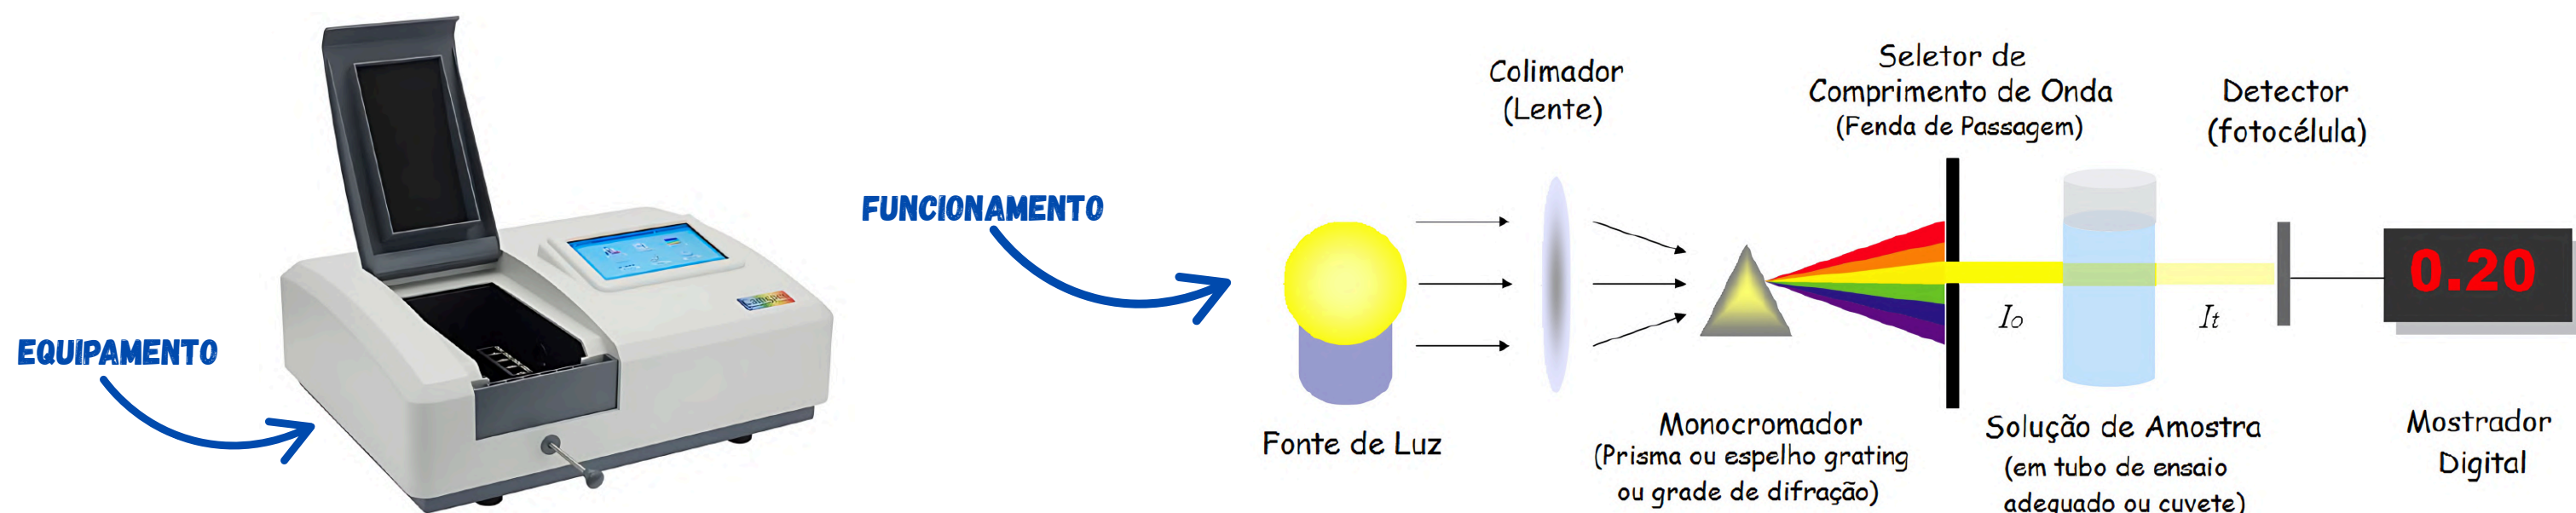 EQUIPAMENTO
FUNCIONAMENTO
Fonte de Luz
Colimador
(Lente)
Monocromador
(Prisma ou espelho grating
ou grade de difração)
Seletor de
Comprimento de Onda
(Fenda de Passagem)
Io
Solução de Amostra
(em tubo de ensaio
adequado ou cuvete)
It
Detector
(fotocélula)
0.20
Mostrador
Digital